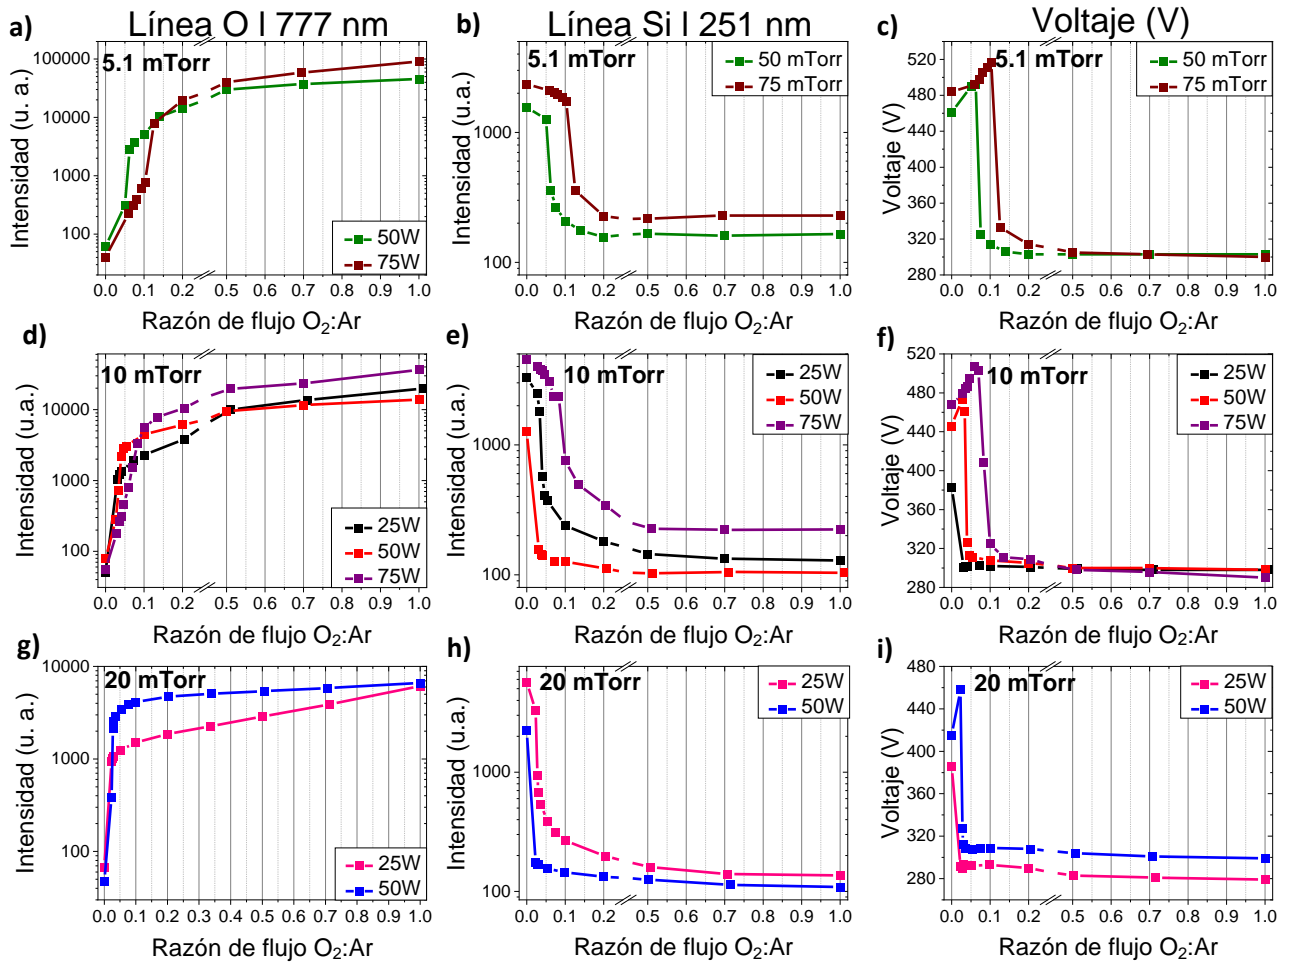 Línea O I 777 nm
Línea Si I 251 nm
Voltaje (V)
a)
5.1 mTorr
100000
10000
1000
100
Intensidad (u. a.)
50W
75W
0.0 0.1 0.2 0.5 0.6 0.7 0.8 0.9 1.0
Razón de flujo O₂:Ar
b)
5.1 mTorr
50 mTorr
75 mTorr
1000
100
Intensidad (u.a.)
0.0 0.1 0.2 0.5 0.6 0.7 0.8 0.9 1.0
Razón de flujo O₂:Ar
c)
5.1 mTorr
50 mTorr
75 mTorr
520
480
440
400
360
320
280
Voltaje (V)
0.0 0.1 0.2 0.5 0.6 0.7 0.8 0.9 1.0
Razón de flujo O₂:Ar
d)
10 mTorr
10000
1000
100
Intensidad (u.a.)
25W
50W
75W
0.0 0.1 0.2 0.5 0.6 0.7 0.8 0.9 1.0
Razón de flujo O₂:Ar
e)
10 mTorr
25W
50W
75W
1000
100
Intensidad (u.a.)
0.0 0.1 0.2 0.5 0.6 0.7 0.8 0.9 1.0
Razón de flujo O₂:Ar
f)
10 mTorr
25W
50W
75W
520
480
440
400
360
320
280
Voltaje (V)
0.0 0.1 0.2 0.5 0.6 0.7 0.8 0.9 1.0
Razón de flujo O₂:Ar
g)
20 mTorr
10000
1000
100
Intensidad (u. a.)
25W
50W
0.0 0.1 0.2 0.3 0.4 0.5 0.6 0.7 0.8 0.9 1.0
Razón de flujo O₂:Ar
h)
20 mTorr
25W
50W
1000
100
Intensidad (u.a.)
0.0 0.1 0.2 0.5 0.6 0.7 0.8 0.9 1.0
Razón de flujo O₂:Ar
i)
20 mTorr
25W
50W
480
440
400
360
320
280
Voltaje (V)
0.0 0.1 0.2 0.5 0.6 0.7 0.8 0.9 1.0
Razón de flujo O₂:Ar